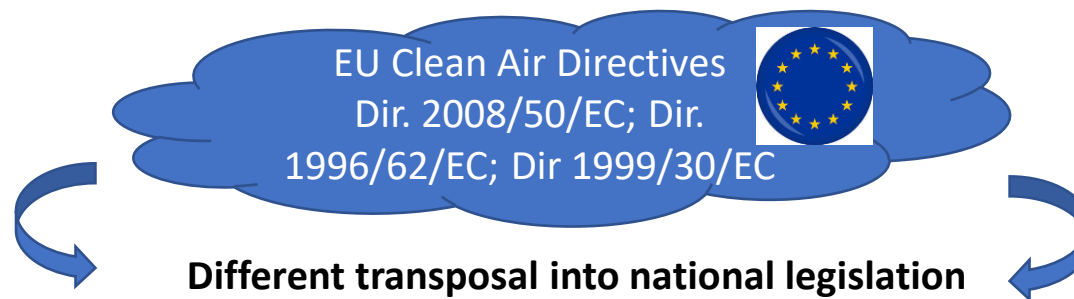 EU Clean Air Directives
Dir. 2008/50/EC; Dir.
1996/62/EC; Dir 1999/30/EC
Different transposal into national legislation